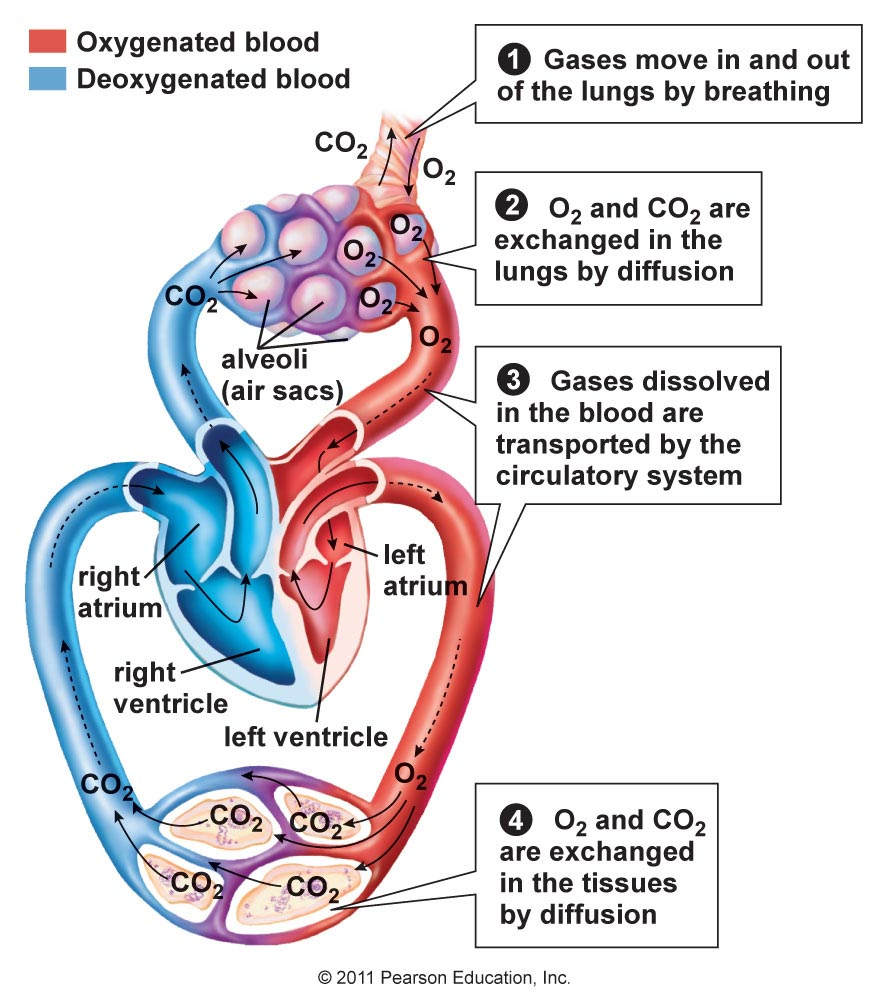 Oxygenated blood
Deoxygenated blood
1 Gases move in and out
of the lungs by breathing
CO2
O2
2 O2 and CO2 are
exchanged in the
lungs by diffusion
O2
O2
CO2
O2
O2
alveoli
(air sacs)
3 Gases dissolved
in the blood are
transported by the
circulatory system
right
atrium
left
atrium
right
ventricle
left ventricle
CO2
O2
CO2
CO2
CO2
CO2
4 O2 and CO2
are exchanged
in the tissues
by diffusion
© 2011 Pearson Education, Inc.